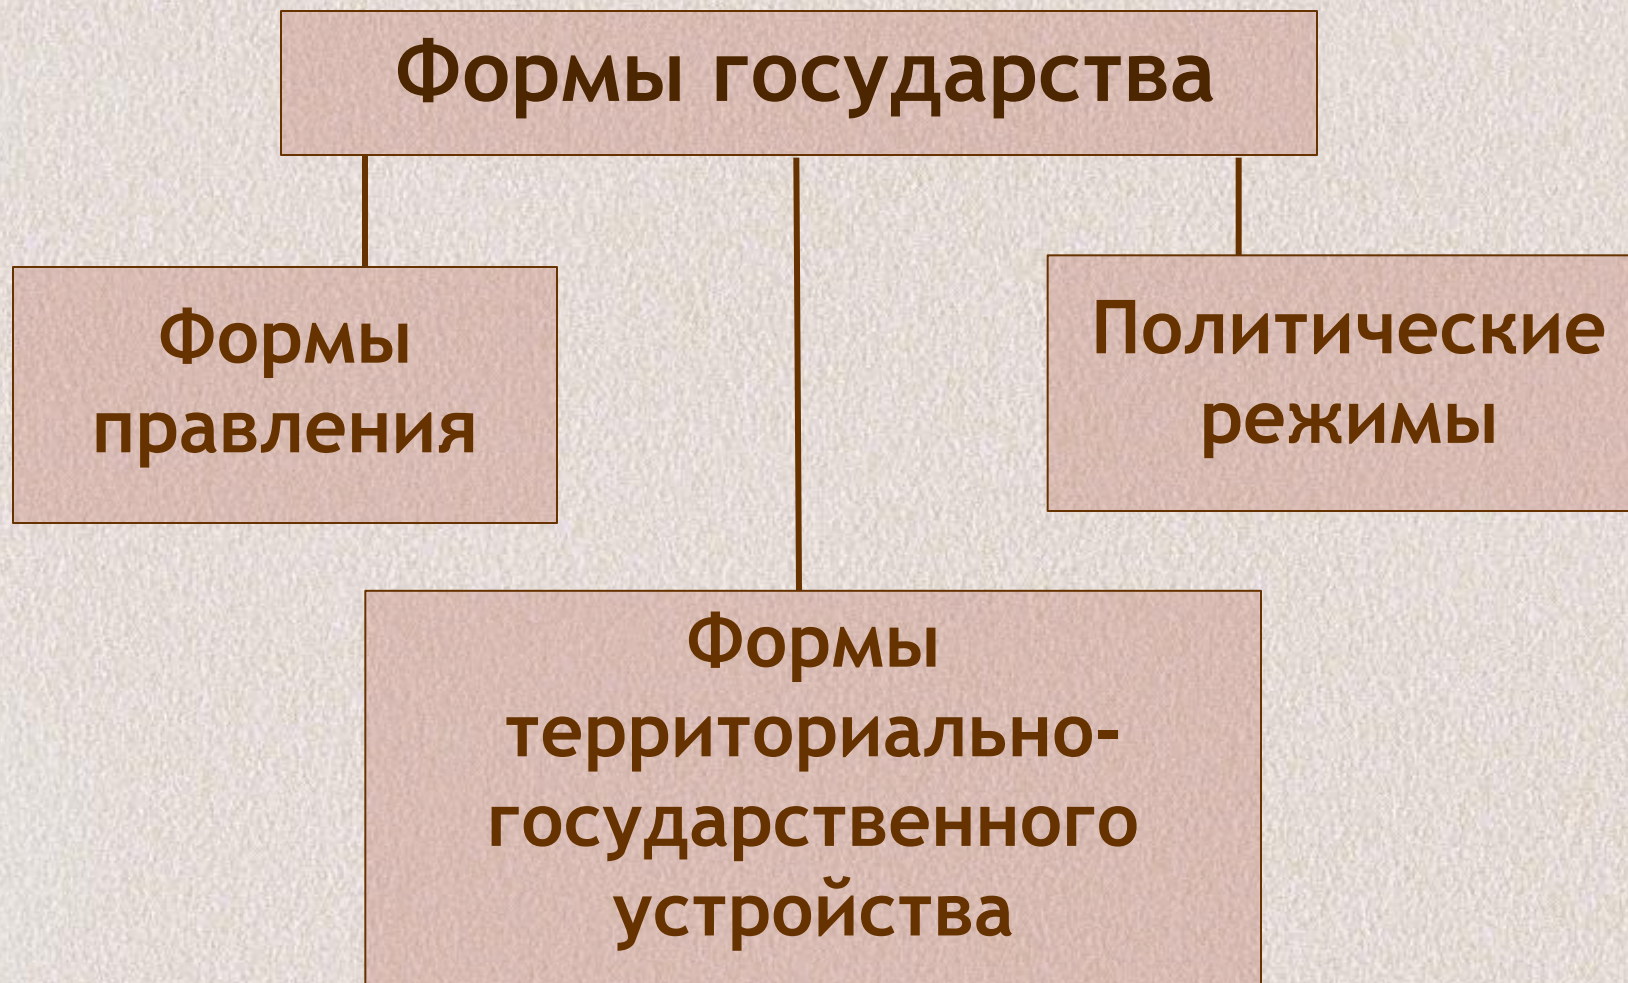 Формы государства
Формы
правления
Политические
режимы
Формы
территориально-
государственного
устройства